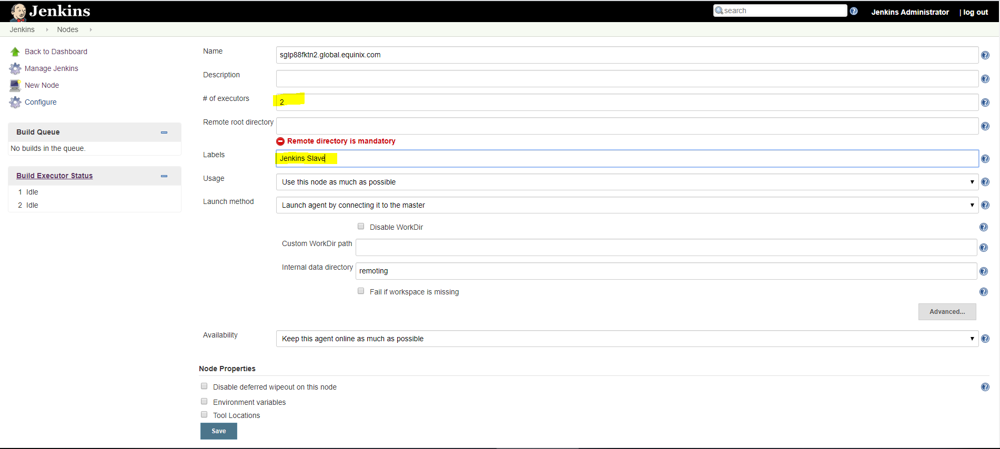 Jenkins
search
Jenkins Administrator
| log out
Jenkins
Nodes
Back to Dashboard
Manage Jenkins
New Node
Configure
Build Queue
No builds in the queue.
Build Executor Status
1 Idle
2 Idle
Name
sglp88fktn2.global.equinix.com
Description
# of executors
2
Remote root directory
Remote directory is mandatory
Labels
Jenkins Slave
Usage
Use this node as much as possible
Launch method
Launch agent by connecting it to the master
Disable WorkDir
Custom WorkDir path
Internal data directory
remoting
Fail if workspace is missing
Advanced...
Availability
Keep this agent online as much as possible
Node Properties
Disable deferred wipeout on this node
Environment variables
Tool Locations
Save